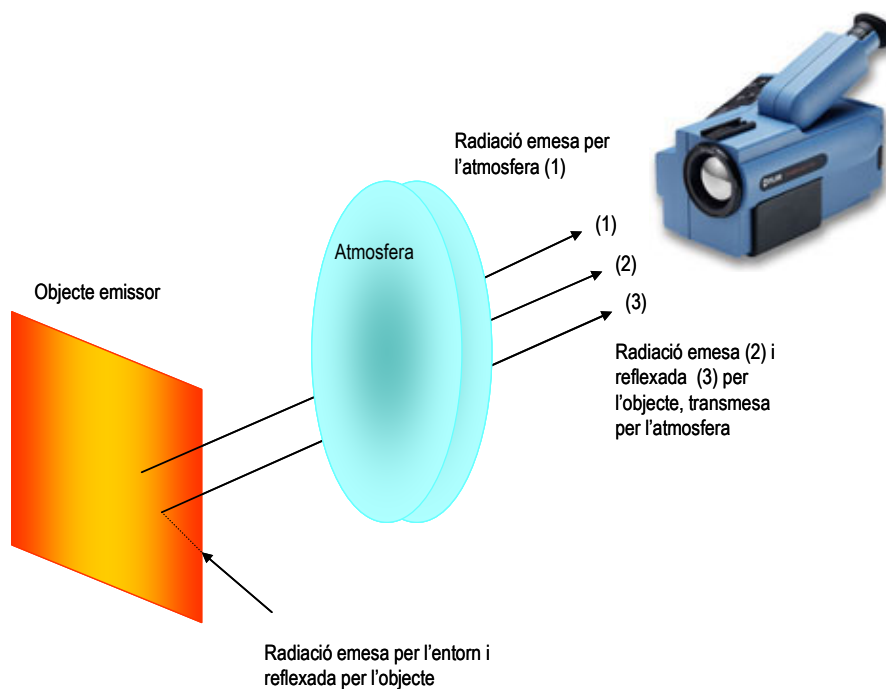 Radiació emesa per
l'atmosfera (1)
(1)
Atmosfera
(2)
Objecte emissor
(3)
Radiació emesa (2) i
reflexada (3) per
l'objecte, transmesa
per l'atmosfera
Radiació emesa per l'entorn i
reflexada per l'objecte